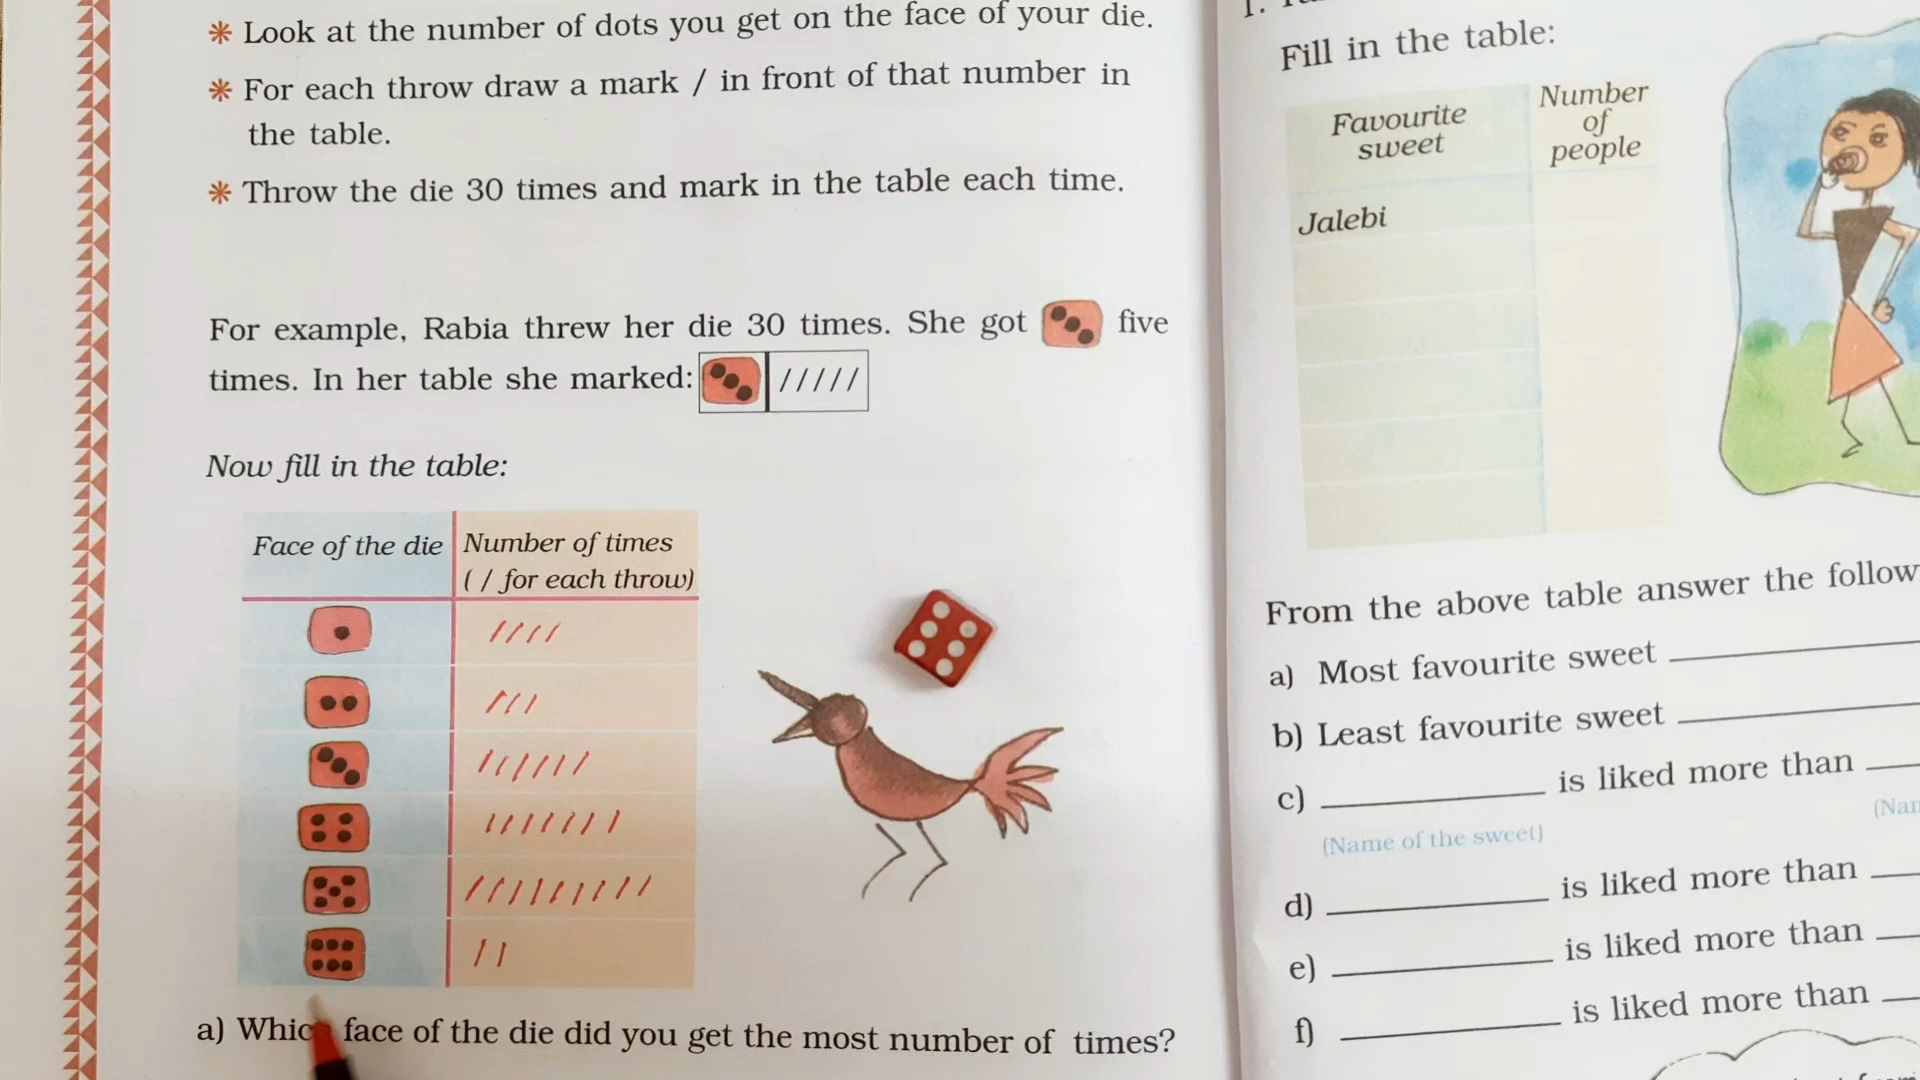 * Look at the number of dots you get on the face of your die.
* For each throw draw a mark / in front of that number in
the table.
* Throw the die 30 times and mark in the table each time.
For example, Rabia threw her die 30 times. She got five
times. In her table she marked: /////
Now fill in the table:
Face of the die
Number of times
( / for each throw)
////
///
//////
///////
/////////
//
a) Which face of the die did you get the most number of times?
1.
Fill in the table:
Favourite
sweet
Number
of
people
Jalebi
From the above table answer the follow
a) Most favourite sweet
b) Least favourite sweet
c) is liked more than
(Name of the sweet)
d) is liked more than
e) is liked more than
f) is liked more than